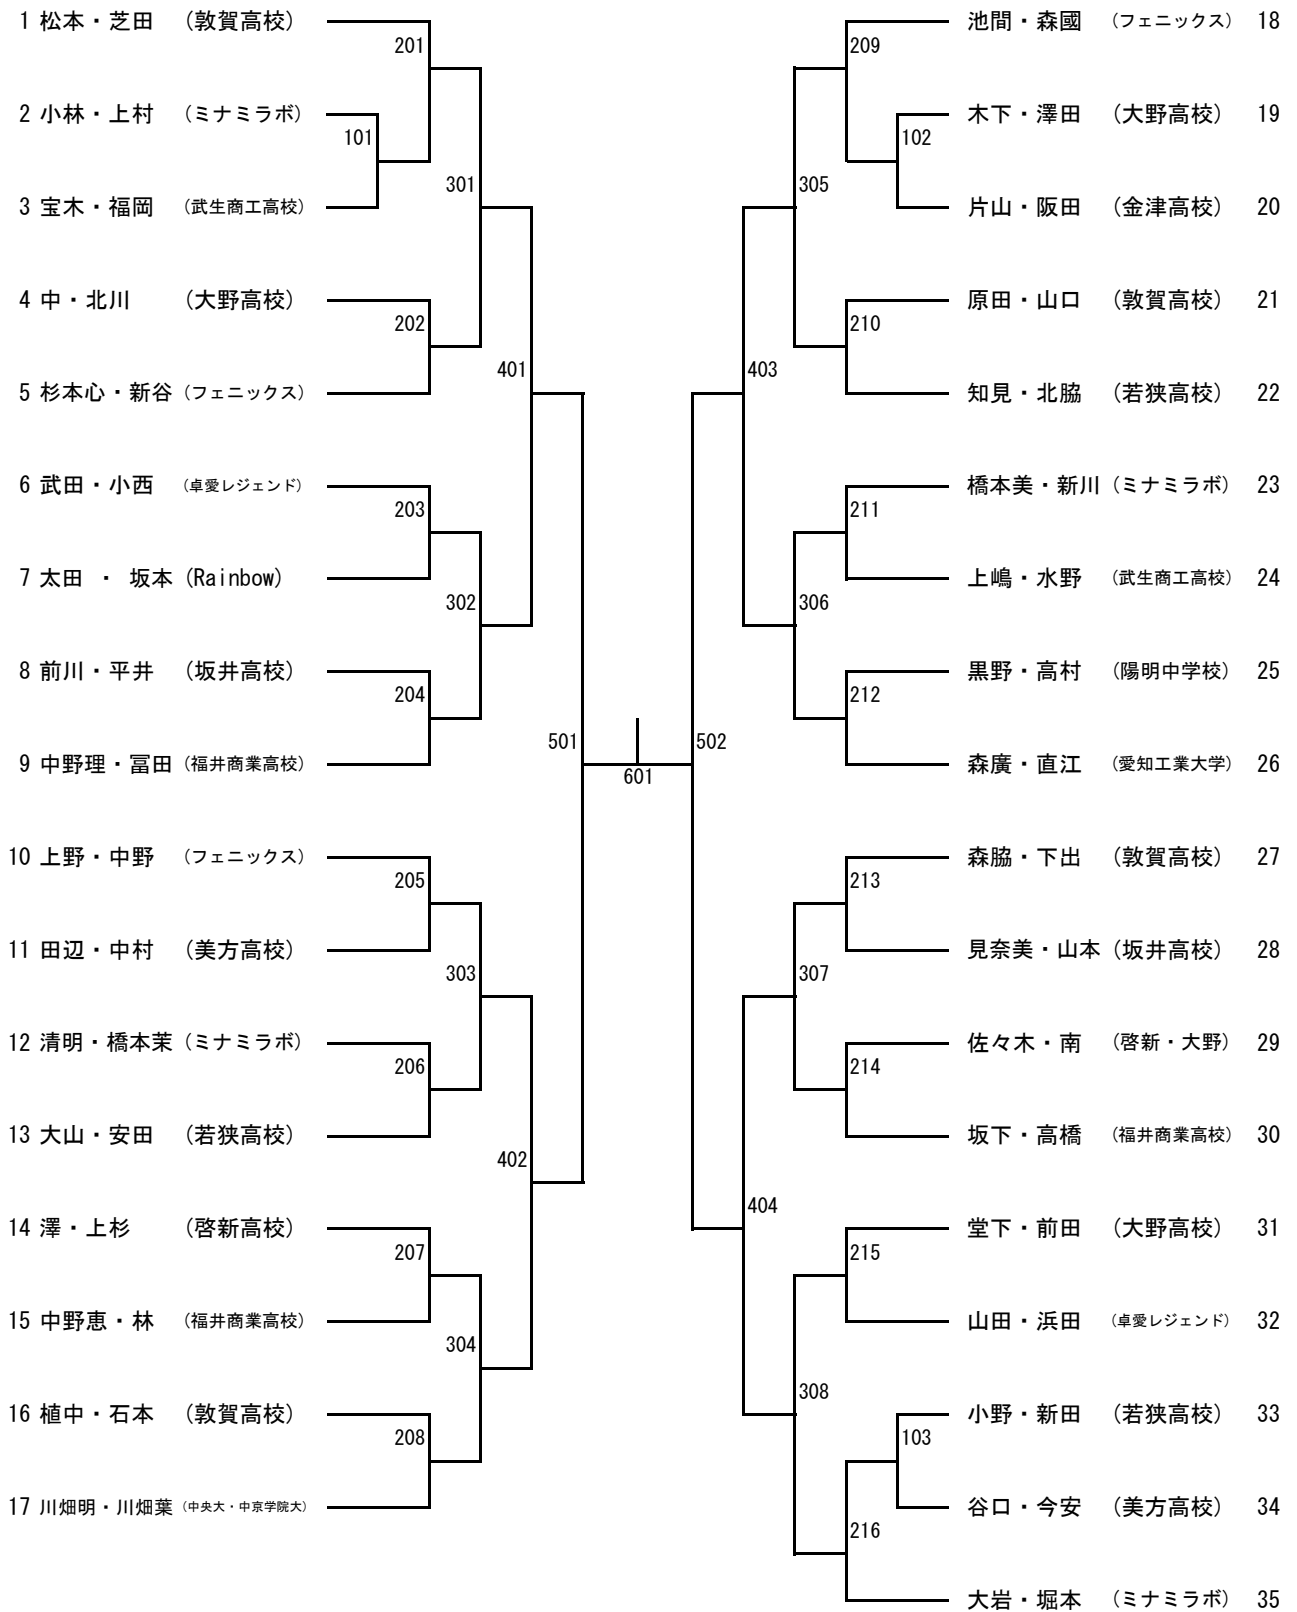 1 松本・芝田 (敦賀高校)
201
2 小林・上村 (ミナミラボ)
101
301
3 宝木・福岡 (武生商工高校)
4 中・北川 (大野高校)
202
401
5 杉本心・新谷 (フェニックス)
6 武田・小西 (卓愛レジェンド)
203
7 太田 ・ 坂本 (Rainbow)
302
8 前川・平井 (坂井高校)
204
501
9 中野理・冨田 (福井商業高校)
601
10 上野・中野 (フェニックス)
205
11 田辺・中村 (美方高校)
303
12 清明・橋本茉 (ミナミラボ)
206
13 大山・安田 (若狭高校)
402
14 澤・上杉 (啓新高校)
207
15 中野恵・林 (福井商業高校)
304
16 植中・石本 (敦賀高校)
208
17 川畑明・川畑葉 (中央大・中京学院大)
池間・森國 (フェニックス) 18
209
木下・澤田 (大野高校) 19
102
305
片山・阪田 (金津高校) 20
原田・山口 (敦賀高校) 21
210
403
知見・北脇 (若狭高校) 22
橋本美・新川 (ミナミラボ) 23
211
上嶋・水野 (武生商工高校) 24
306
黒野・高村 (陽明中学校) 25
212
502
森廣・直江 (愛知工業大学) 26
森脇・下出 (敦賀高校) 27
213
見奈美・山本 (坂井高校) 28
307
佐々木・南 (啓新・大野) 29
214
坂下・高橋 (福井商業高校) 30
404
堂下・前田 (大野高校) 31
215
山田・浜田 (卓愛レジェンド) 32
308
小野・新田 (若狭高校) 33
103
谷口・今安 (美方高校) 34
216
大岩・堀本 (ミナミラボ) 35